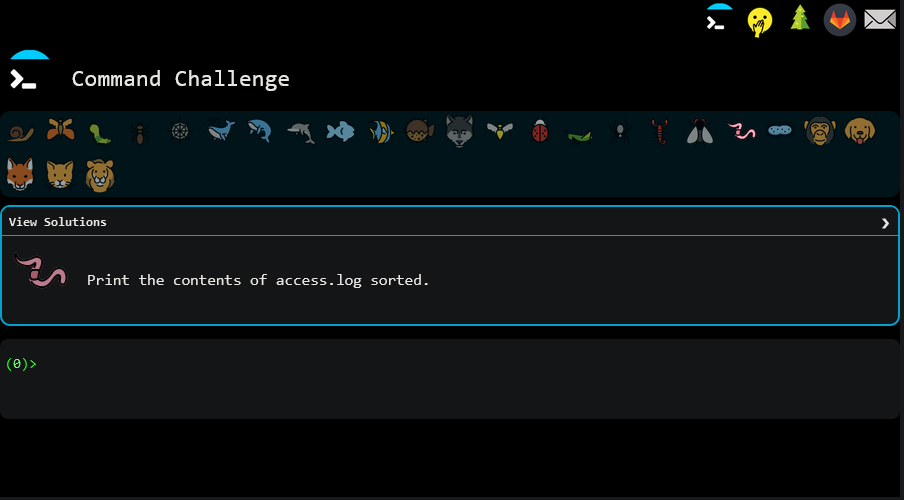 Command Challenge
View Solutions
Print the contents of access.log sorted.
(0)>